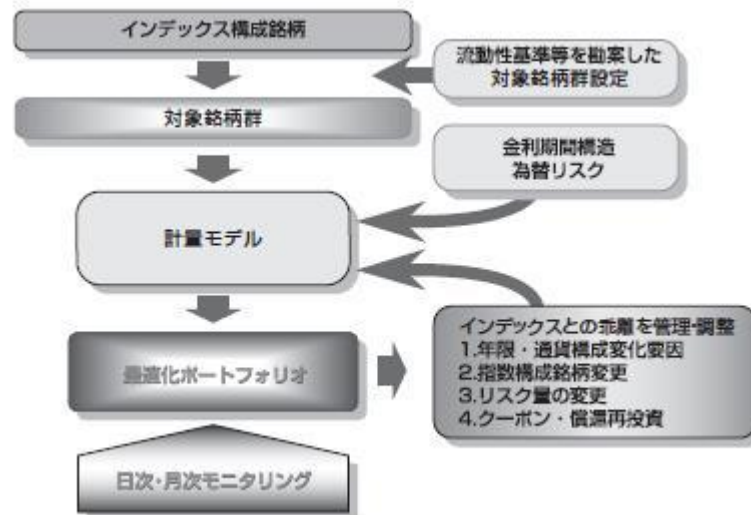 インデックス構成銘柄
流動性基準等を勘案した
対象銘柄群設定
対象銘柄群
金利期間構造
為替リスク
計量モデル
インデックスとの乖離を管理・調整
1.年限・通貨構成変化要因
2.指数構成銘柄変更
3.リスク量の変更
4.クーポン・償還再投資
最適化ポートフォリオ
日次・月次モニタリング